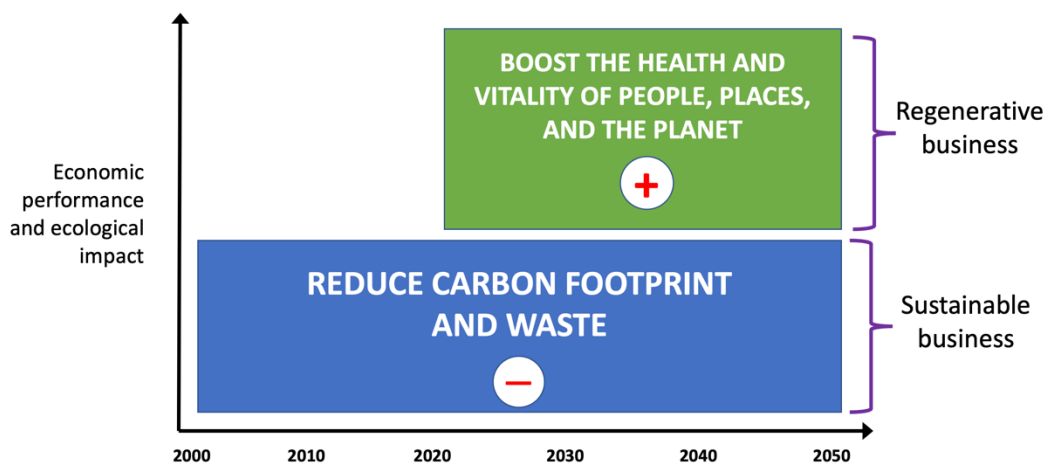 BOOST THE HEALTH AND
VITALITY OF PEOPLE, PLACES,
AND THE PLANET
+
Regenerative
business
Economic
performance
and ecological
impact
REDUCE CARBON FOOTPRINT
AND WASTE
−
Sustainable
business
2000 2010 2020 2030 2040 2050